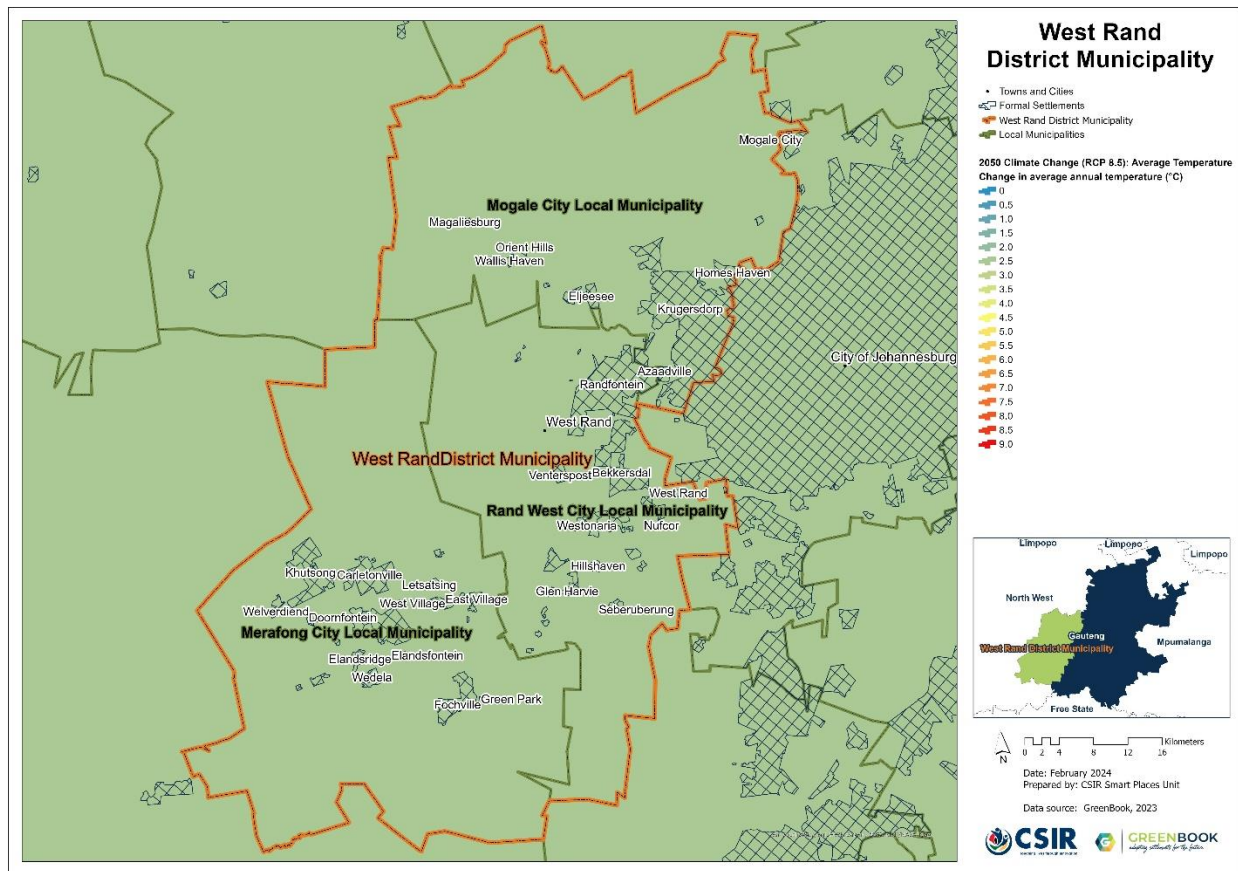 West Rand
District Municipality
Towns and Cities
Formal Settlements
West Rand District Municipality
Local Municipalities
2050 Climate Change (RCP 8.5): Average Temperature
Change in average annual temperature (°C)
0
0.5
1.0
1.5
2.0
2.5
3.0
3.5
4.0
4.5
5.0
5.5
6.0
6.5
7.0
7.5
8.0
8.5
9.0
Mogale City
Mogale City Local Municipality
Magaliesburg
Orient Hills
Wallis Haven
Homes Haven
Eljeesee
Krugersdorp
City of Johannesburg
Azaadville
Randfontein
West Rand
West RandDistrict Municipality
Venterspost
Bekkersdal
West Rand
Rand West City Local Municipality
Westonaria
Nufcor
Hillshaven
Khutsong
Carletonville
Letsatsing
Glen Harvie
West Village
East Village
Seberuberung
Welverdiend
Doornfontein
Merafong City Local Municipality
Elandsridge
Elandsfontein
Wedela
Fochville
Green Park
Limpopo
Limpopo
Limpopo
North West
Gauteng
Mpumalanga
West Rand District Municipality
Free State
N
Kilometers
0 2 4 8 12 16
Date: February 2024
Prepared by: CSIR Smart Places Unit
Data source: GreenBook, 2023
CSIR
GREENBOOK
adapting settlements for the future